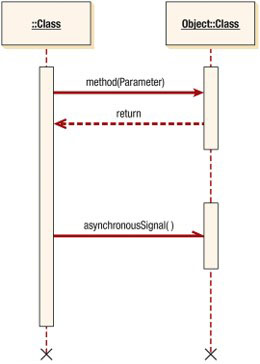 ::Class
Object::Class
method(Parameter)
return
asynchronousSignal( )